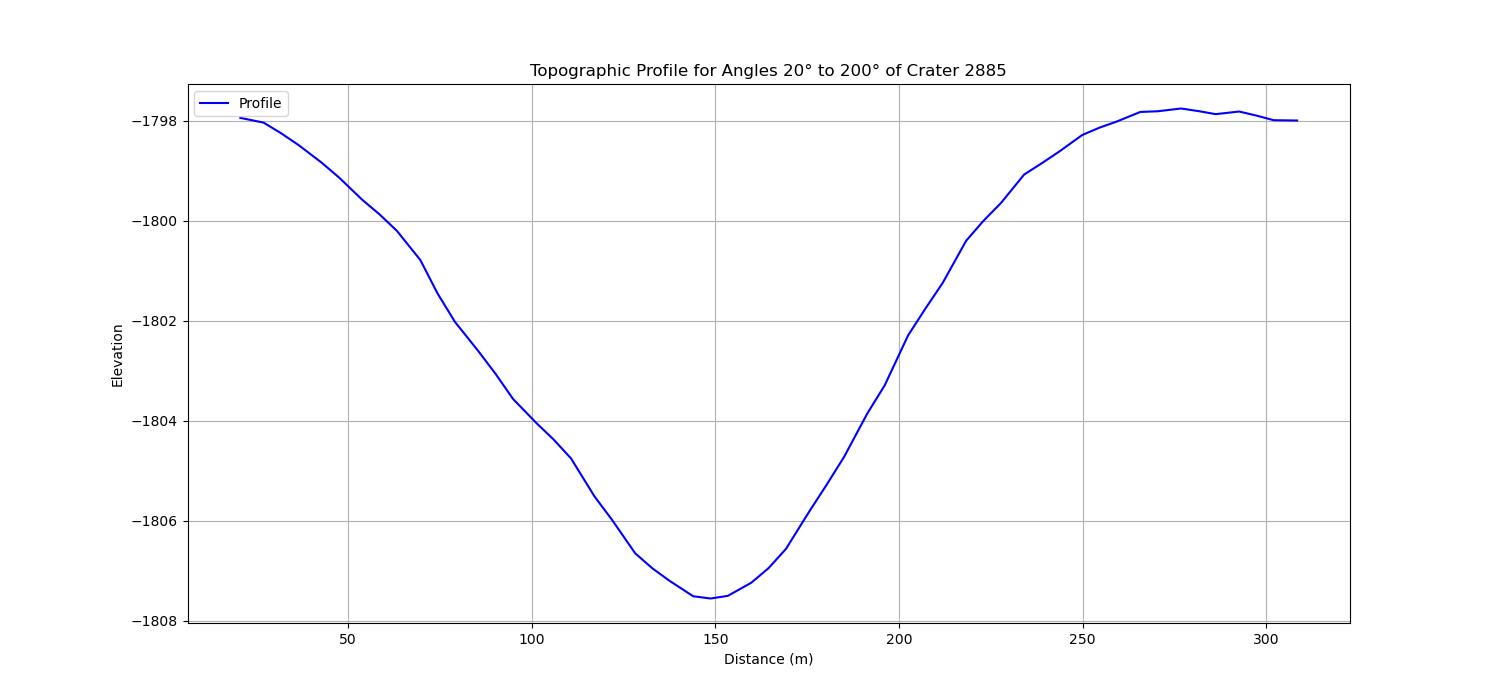 Topographic Profile for Angles 20° to 200° of Crater 2885
Profile
−1798
−1800
−1802
−1804
−1806
−1808
Elevation
50 100 150 200 250 300
Distance (m)